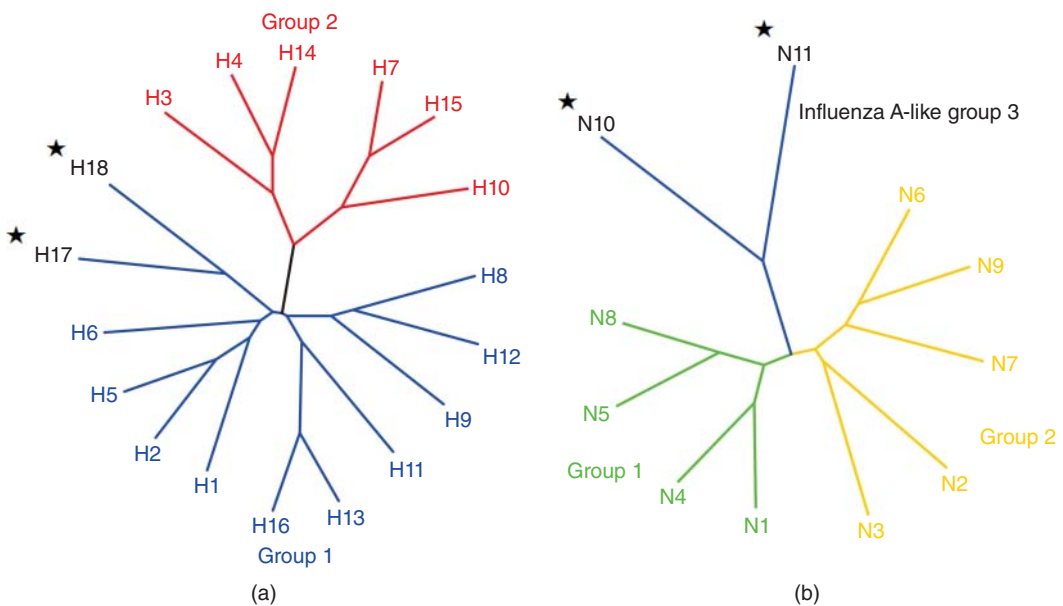 Group 2
H4
H14
H7
H3
H15
★
H18
H10
★
H17
H8
H6
H12
H5
H9
H2
H11
H1
H16
H13
Group 1
(a)
★
N11
★
N10
Influenza A-like group 3
N6
N9
N8
N7
N5
Group 2
Group 1
N4
N2
N1
N3
(b)